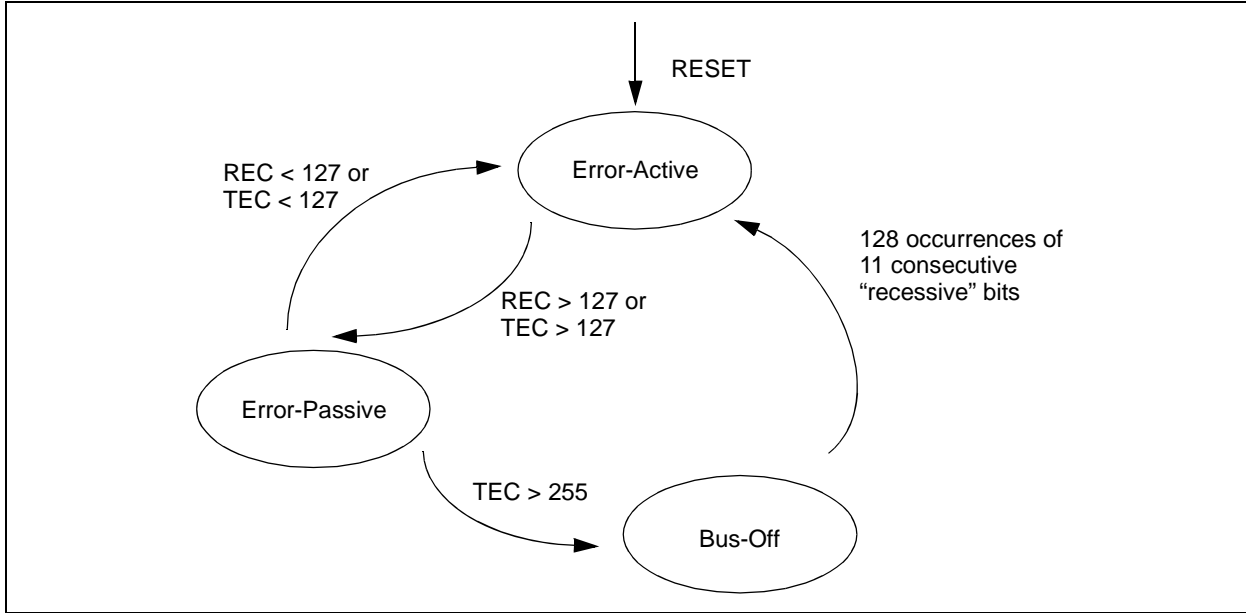 RESET
Error-Active
REC < 127 or
TEC < 127
128 occurrences of
11 consecutive
“recessive” bits
REC > 127 or
TEC > 127
Error-Passive
TEC > 255
Bus-Off